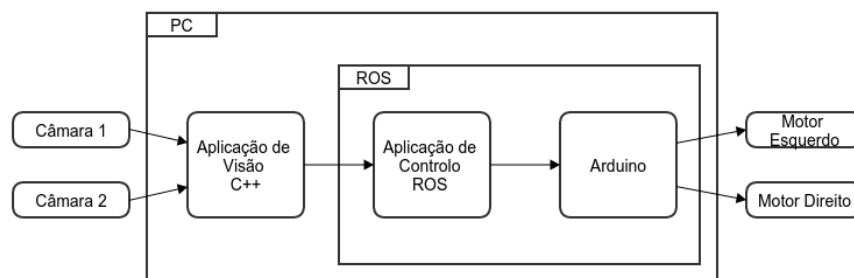 PC
ROS
Câmara 1
Câmara 2
Aplicação de
Visão
C++
Aplicação de
Controlo
ROS
Arduino
Motor
Esquerdo
Motor Direito